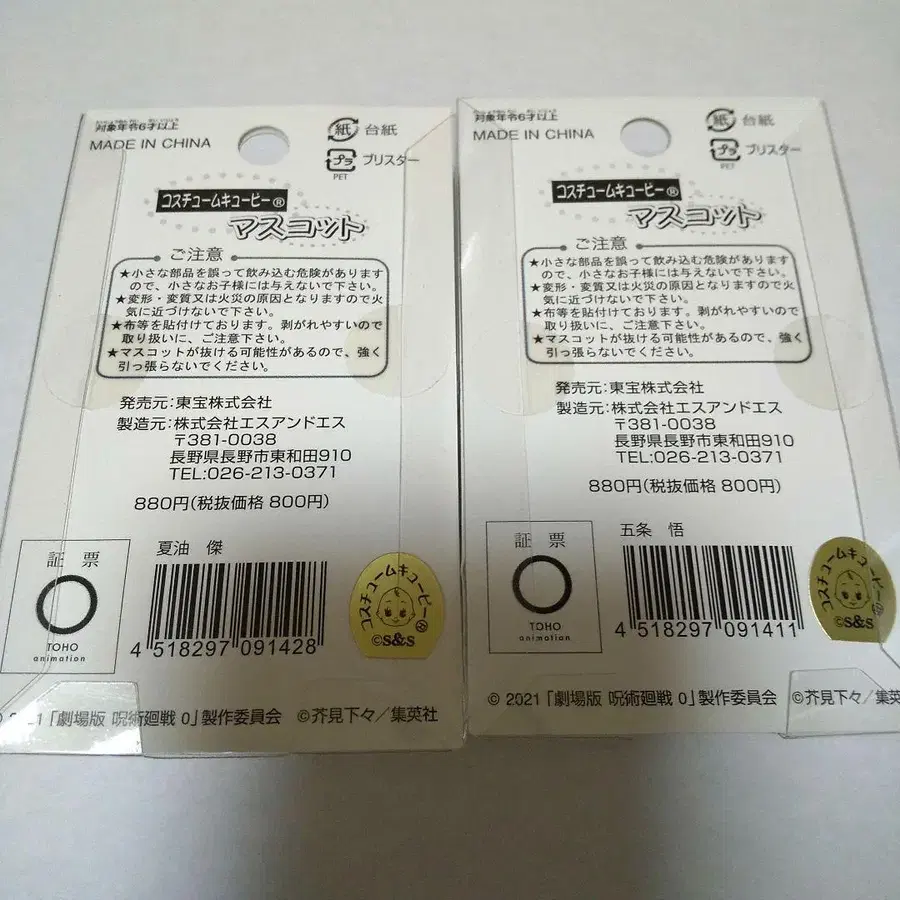 対象年令6才以上
MADE IN CHINA
紙 台紙
プラ ブリスター
PET
コスチュームキューピー®
マスコット
ご注意
★小さな部品を誤って飲み込む危険があります
ので、小さなお子様には与えないで下さい。
★変形・変質又は火災の原因となりますので火
気に近づけないで下さい。
★布等を貼付けております。剥がれやすいので
取り扱いに、ご注意下さい。
★マスコットが抜ける可能性があるので、強く
引っ張らないでください。
発売元:東宝株式会社
製造元:株式会社エスアンドエス
〒381-0038
長野県長野市東和田910
TEL:026-213-0371
880円(税抜価格 800円)
夏油 傑
証 票
TOHO
animation
4 518297 091428
コスチュームキューピー®
©S&S
2021「劇場版 呪術廻戦 0」製作委員会 ©芥見下々/集英社
対象年令6才以上
MADE IN CHINA
紙 台紙
プラ ブリスター
PET
コスチュームキューピー®
マスコット
ご注意
★小さな部品を誤って飲み込む危険があります
ので、小さなお子様には与えないで下さい。
★変形・変質又は火災の原因となりますので火
気に近づけないで下さい。
★布等を貼付けております。剥がれやすいので
取り扱いに、ご注意下さい。
★マスコットが抜ける可能性があるので、強く
引っ張らないでください。
発売元:東宝株式会社
製造元:株式会社エスアンドエス
〒381-0038
長野県長野市東和田910
TEL:026-213-0371
880円(税抜価格 800円)
五条 悟
証 票
TOHO
animation
4 518297 091411
コスチュームキューピー®
©S&S
© 2021「劇場版 呪術廻戦 0」製作委員会 ©芥見下々/集英